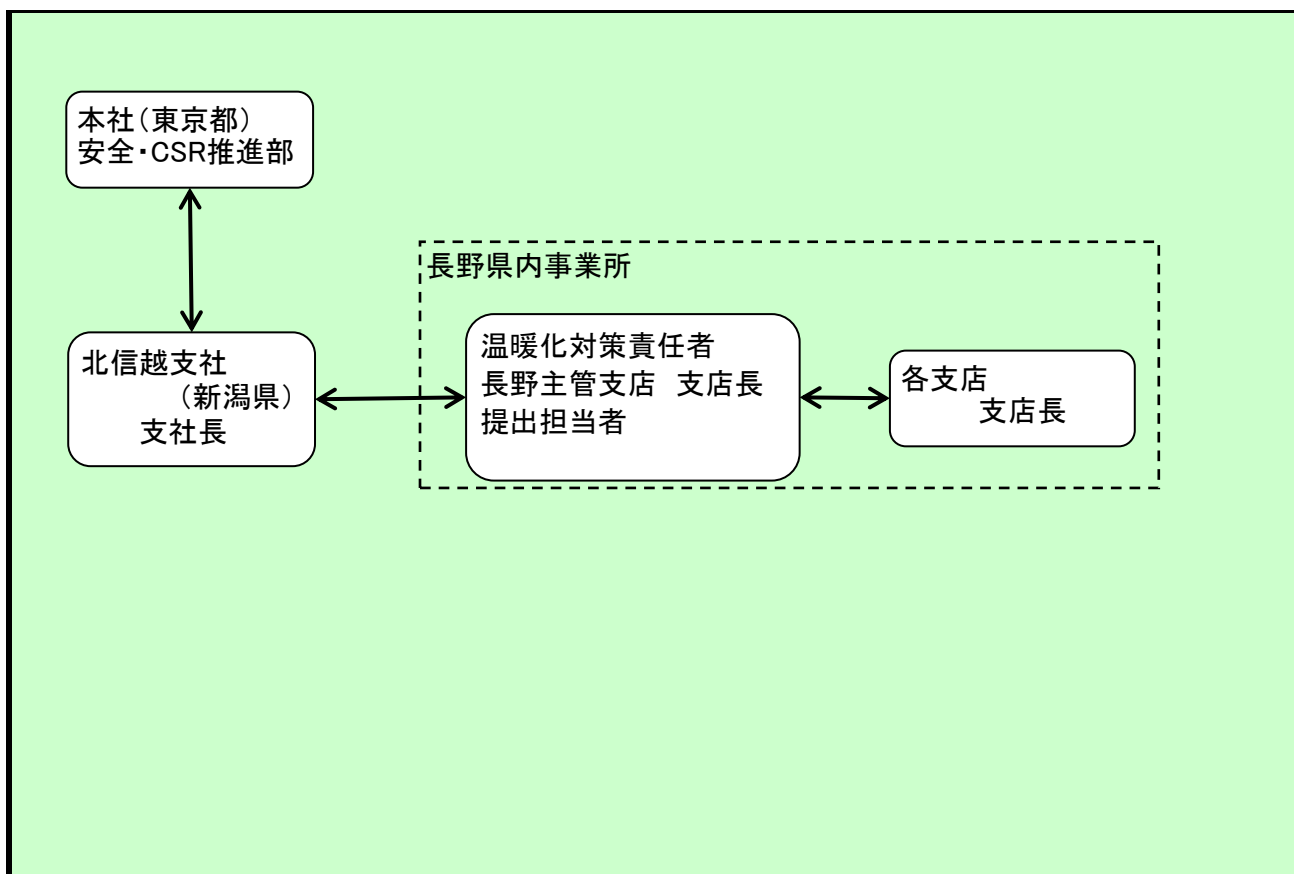 本社（東京都）
安全・CSR推進部
長野県内事業所
北信越支社
（新潟県）
支社長
温暖化対策責任者
長野主管支店　支店長
提出担当者
各支店
支店長